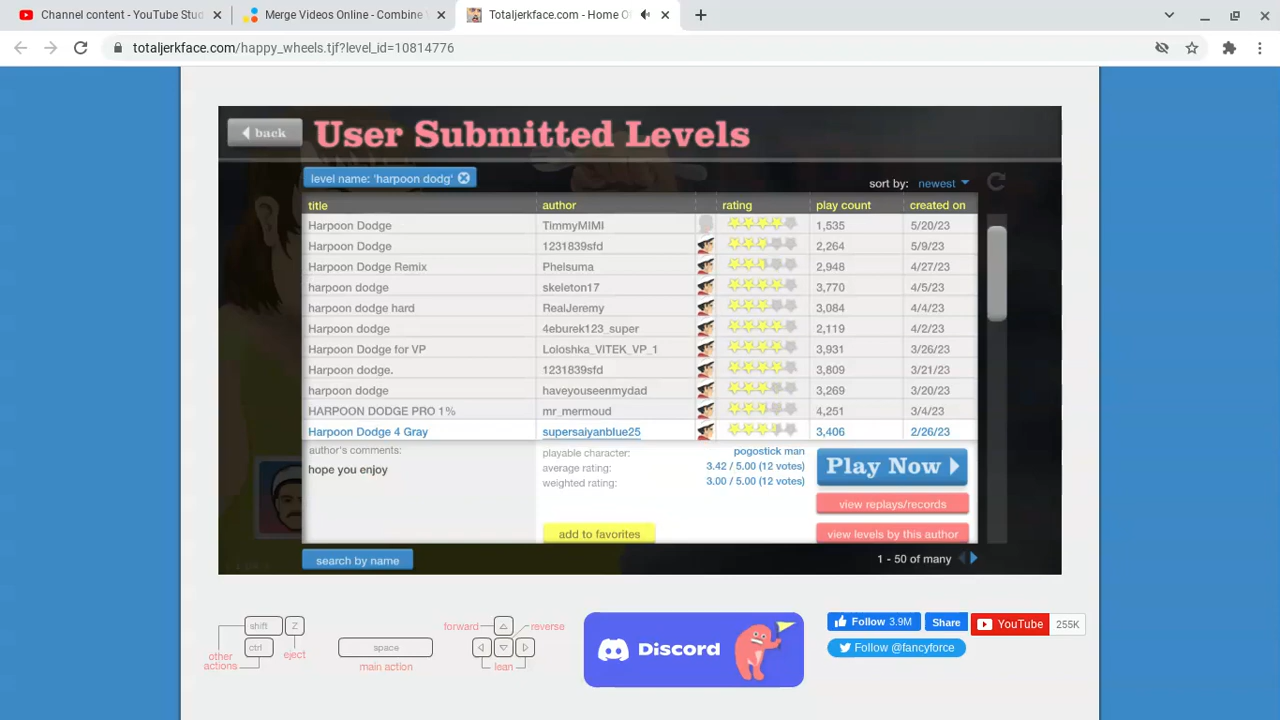 Channel content - YouTube Stud
Merge Videos Online - Combine
Totaljerkface.com - Home O
totaljerkface.com/happy_wheels.tjf?level_id=10814776
back
User Submitted Levels
level name: 'harpoon dodg'
sort by: newest
title author rating play count created on
Harpoon Dodge TimmyMIMI 1,535 5/20/23
Harpoon Dodge 1231839sfd 2,264 5/9/23
Harpoon Dodge Remix Phelsuma 2,948 4/27/23
harpoon dodge skeleton17 3,770 4/5/23
harpoon dodge hard RealJeremy 3,084 4/4/23
Harpoon dodge 4eburek123_super 2,119 4/2/23
Harpoon Dodge for VP Loloshka_VITEK_VP_1 3,931 3/26/23
Harpoon dodge. 1231839sfd 3,809 3/21/23
harpoon dodge haveyouseenmydad 3,269 3/20/23
HARPOON DODGE PRO 1% mr_mermoud 4,251 3/4/23
Harpoon Dodge 4 Gray supersaiyanblue25 3,406 2/26/23
author's comments:
hope you enjoy
playable character: pogostick man
average rating: 3.42 / 5.00 (12 votes)
weighted rating: 3.00 / 5.00 (12 votes)
Play Now
view replays/records
add to favorites
view levels by this author
search by name
1 - 50 of many
shift Z
ctrl
other actions
eject
space
main action
forward
reverse
lean
Discord
Follow 3.9M
Share
YouTube 255K
Follow @fancyforce